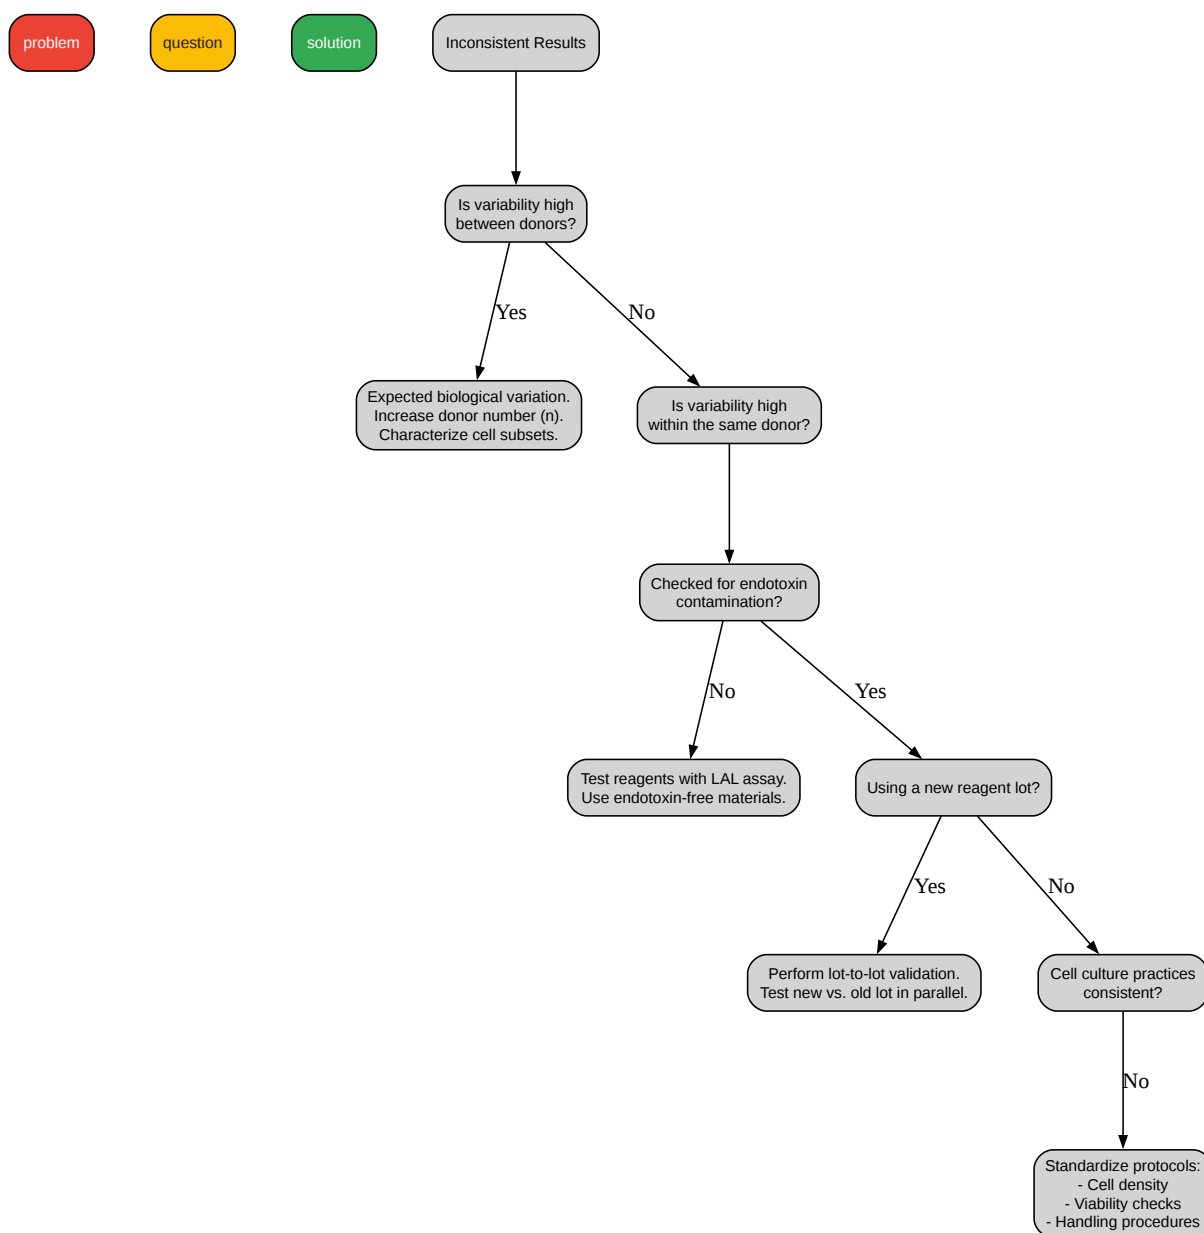 problem
question
solution
Inconsistent Results
Is variability high
between donors?
Yes
No
Expected biological variation.
Increase donor number (n).
Characterize cell subsets.
Is variability high
within the same donor?
Checked for endotoxin
contamination?
No
Yes
Test reagents with LAL assay.
Use endotoxin-free materials.
Using a new reagent lot?
Yes
No
Perform lot-to-lot validation.
Test new vs. old lot in parallel.
Cell culture practices
consistent?
No
Standardize protocols:
- Cell density
- Viability checks
- Handling procedures